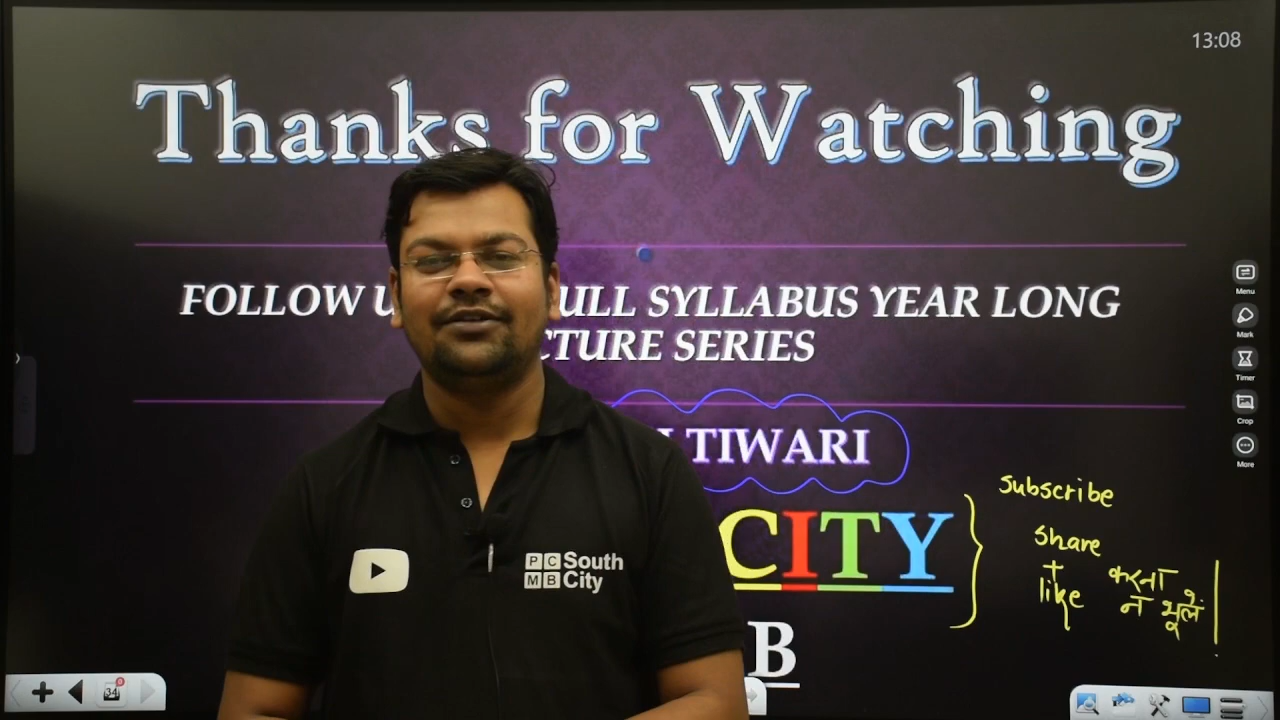 13:08
Thanks for Watching
FOLLOW U ULL SYLLABUS YEAR LONG
CTURE SERIES
TIWARI
CITY
B
subscribe
share
+
like करना
न भूलें
PC South
MB City
Menu
Mark
Timer
Crop
More
34